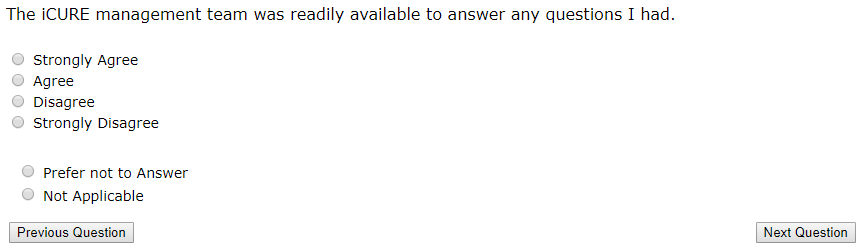 The iCURE management team was readily available to answer any questions I had.
Strongly Agree
Agree
Disagree
Strongly Disagree
Prefer not to Answer
Not Applicable
Previous Question
Next Question